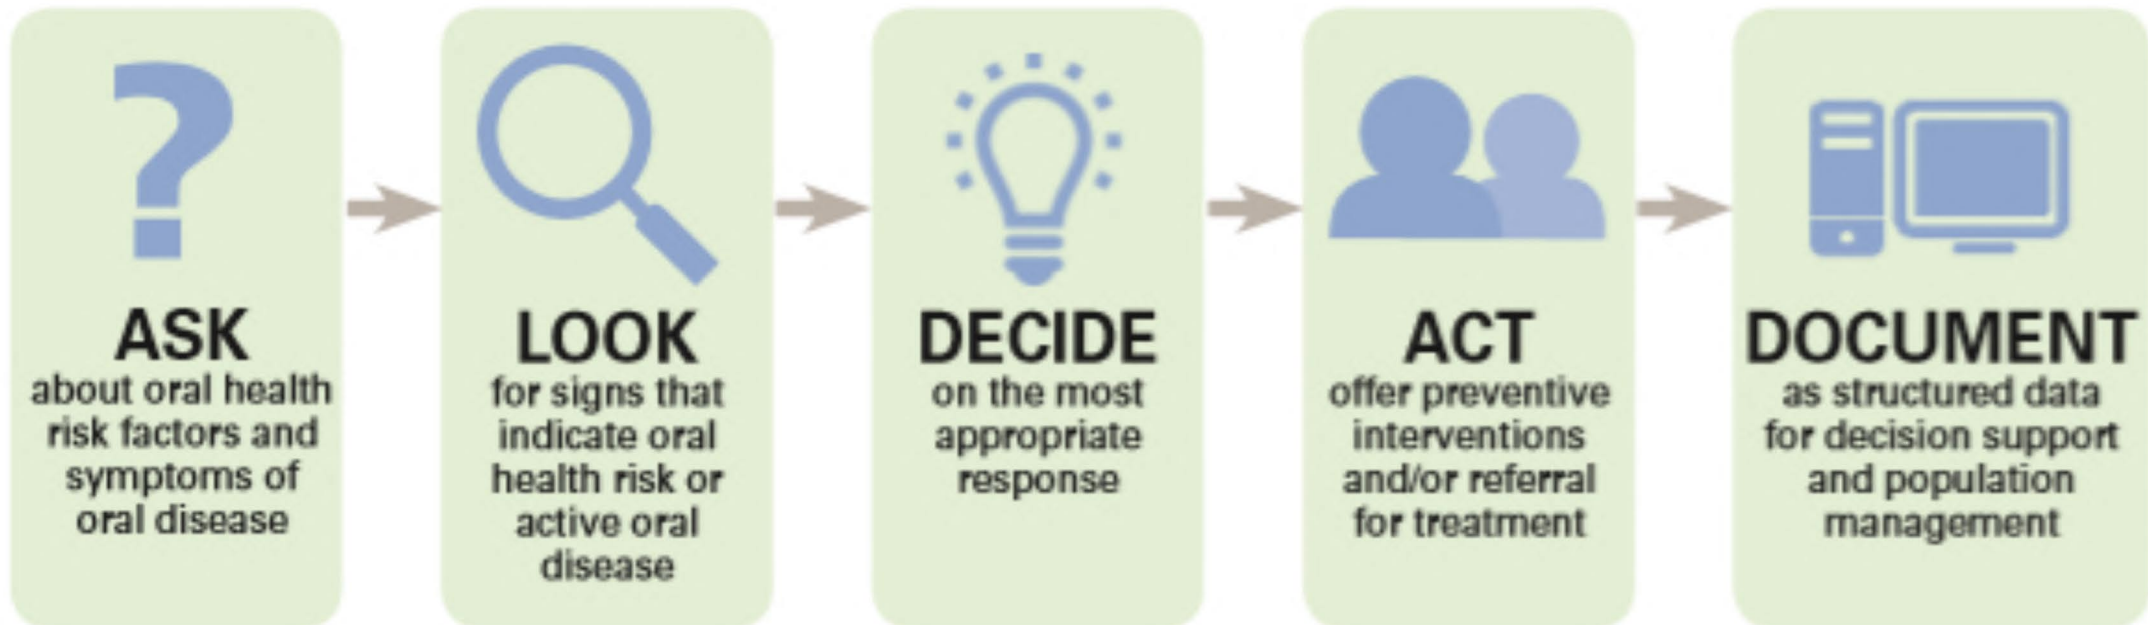 ?
ASK
about oral health
risk factors and
symptoms of
oral disease
LOOK
for signs that
indicate oral
health risk or
active oral
disease
DECIDE
on the most
appropriate
response
ACT
offer preventive
interventions
and/or referral
for treatment
DOCUMENT
as structured data
for decision support
and population
management